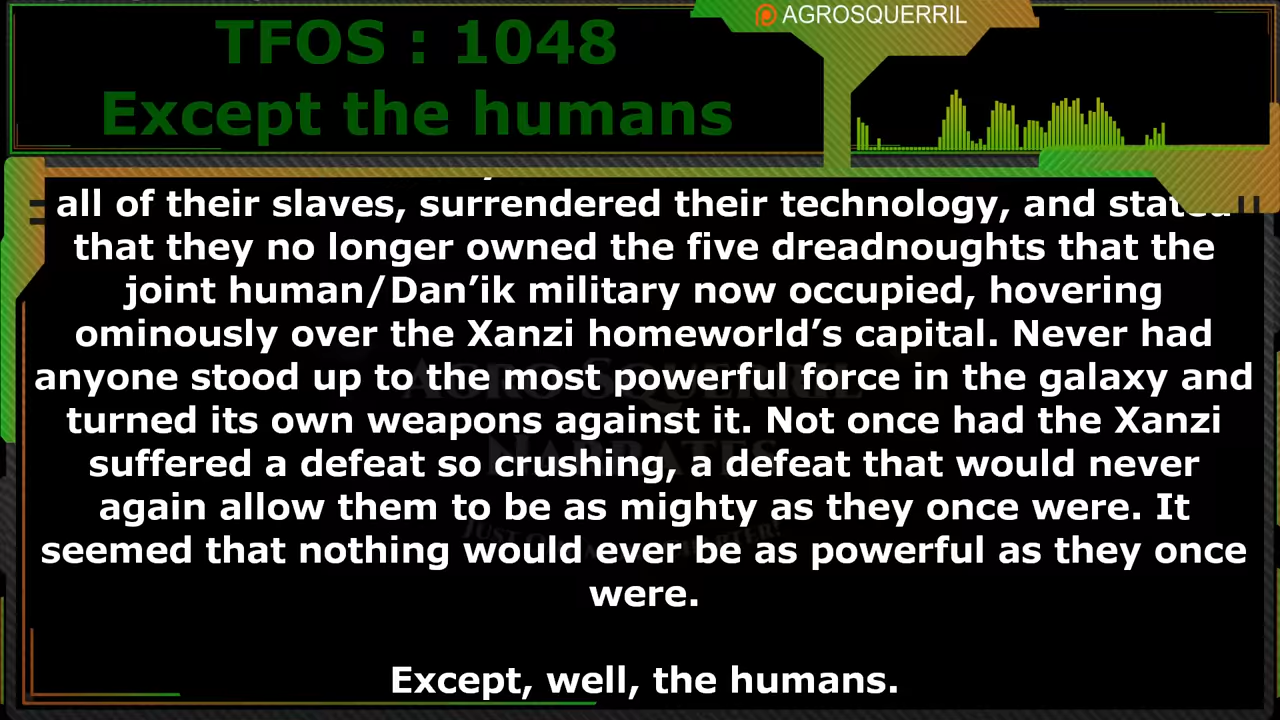 AGROSQUERRIL
TFOS : 1048
Except the humans
all of their slaves, surrendered their technology, and stated
that they no longer owned the five dreadnoughts that the
joint human/Dan’ik military now occupied, hovering
ominously over the Xanzi homeworld’s capital. Never had
anyone stood up to the most powerful force in the galaxy and
turned its own weapons against it. Not once had the Xanzi
suffered a defeat so crushing, a defeat that would never
again allow them to be as mighty as they once were. It
seemed that nothing would ever be as powerful as they once
were.
Except, well, the humans.
AGRO SQUERRIL
NARRATES